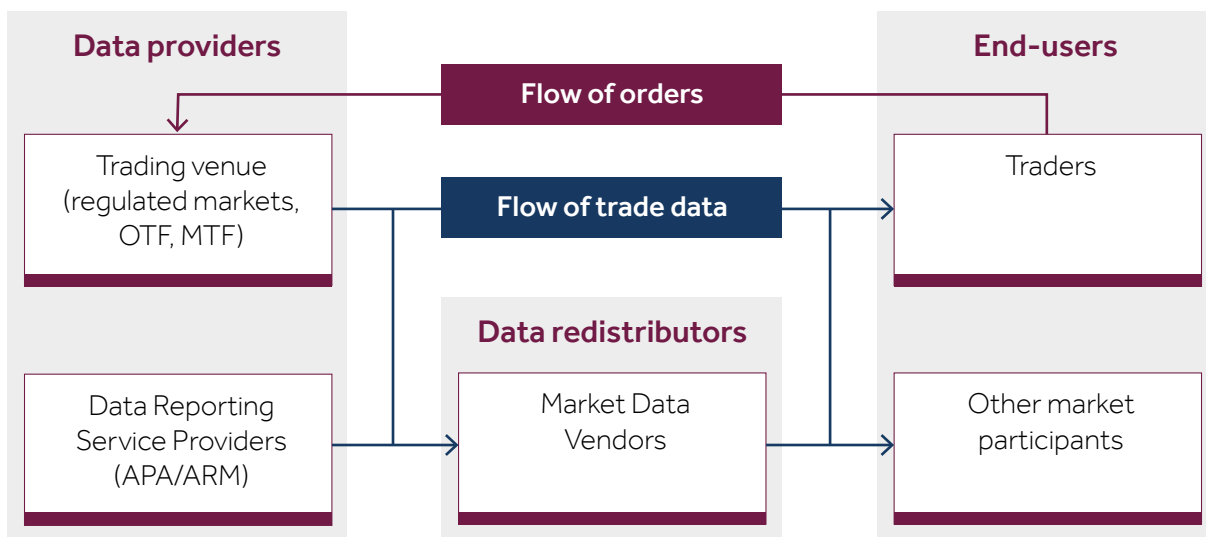 Data providers
End-users
Flow of orders
Trading venue
(regulated markets,
OTF, MTF)
Traders
Flow of trade data
Data redistributors
Data Reporting
Service Providers
(APA/ARM)
Market Data
Vendors
Other market
participants